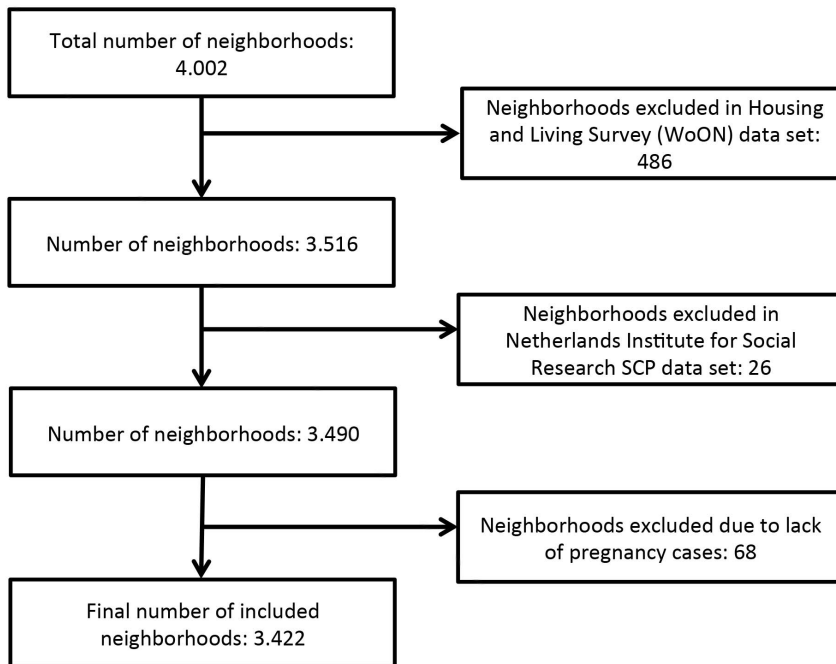 Total number of neighborhoods:
4.002
Neighborhoods excluded in Housing
and Living Survey (WoON) data set:
486
Number of neighborhoods: 3.516
Neighborhoods excluded in
Netherlands Institute for Social
Research SCP data set: 26
Number of neighborhoods: 3.490
Neighborhoods excluded due to lack
of pregnancy cases: 68
Final number of included
neighborhoods: 3.422